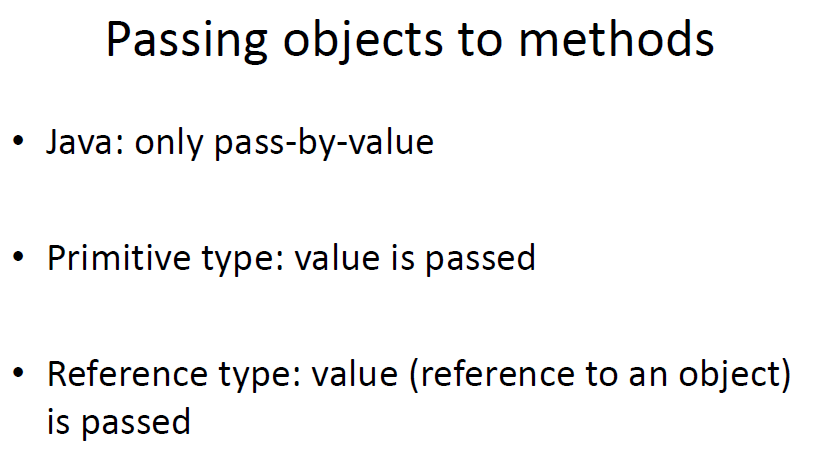 Passing objects to methods
• Java: only pass-by-value
• Primitive type: value is passed
• Reference type: value (reference to an object)
is passed